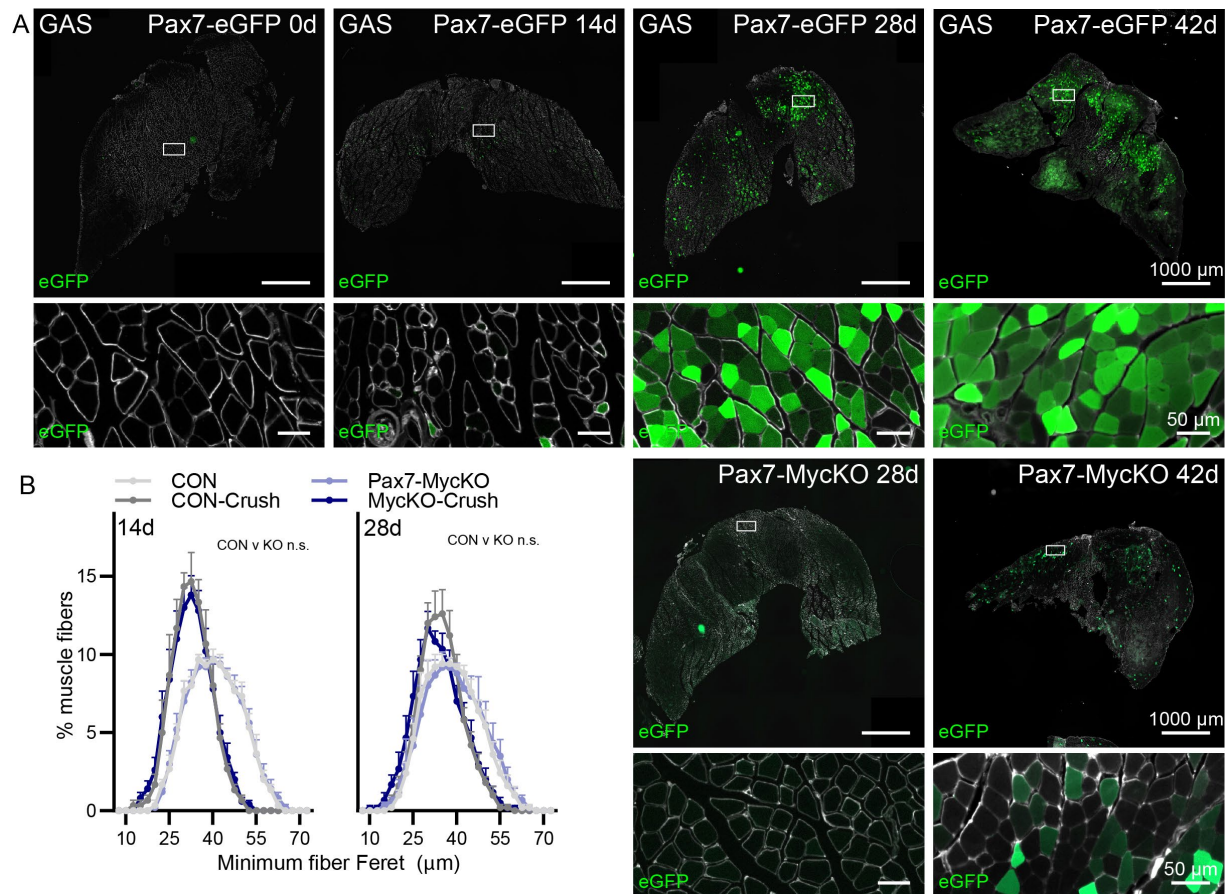 A
GAS Pax7-eGFP 0d
eGFP
GAS Pax7-eGFP 14d
eGFP
GAS Pax7-eGFP 28d
eGFP
GAS Pax7-eGFP 42d
1000 µm
eGFP
eGFP
eGFP
eGFP
eGFP
50 µm
B
CON
Pax7-MycKO
CON-Crush
MycKO-Crush
14d
CON v KO n.s.
28d
CON v KO n.s.
% muscle fibers
15
10
5
0
10 25 40 55 70
10 25 40 55 70
Minimum fiber Feret (µm)
Pax7-MycKO 28d
eGFP
Pax7-MycKO 42d
1000 µm
eGFP
eGFP
eGFP
50 µm